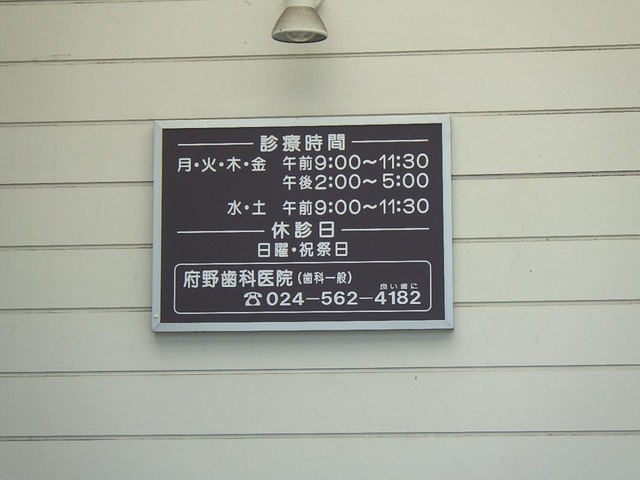 診療時間
月・火・木・金 午前9:00～11:30
午後2:00～5:00
水・土 午前9:00～11:30
休診日
日曜・祝祭日
府野歯科医院(歯科一般)
良い歯に
☎024-562-4182